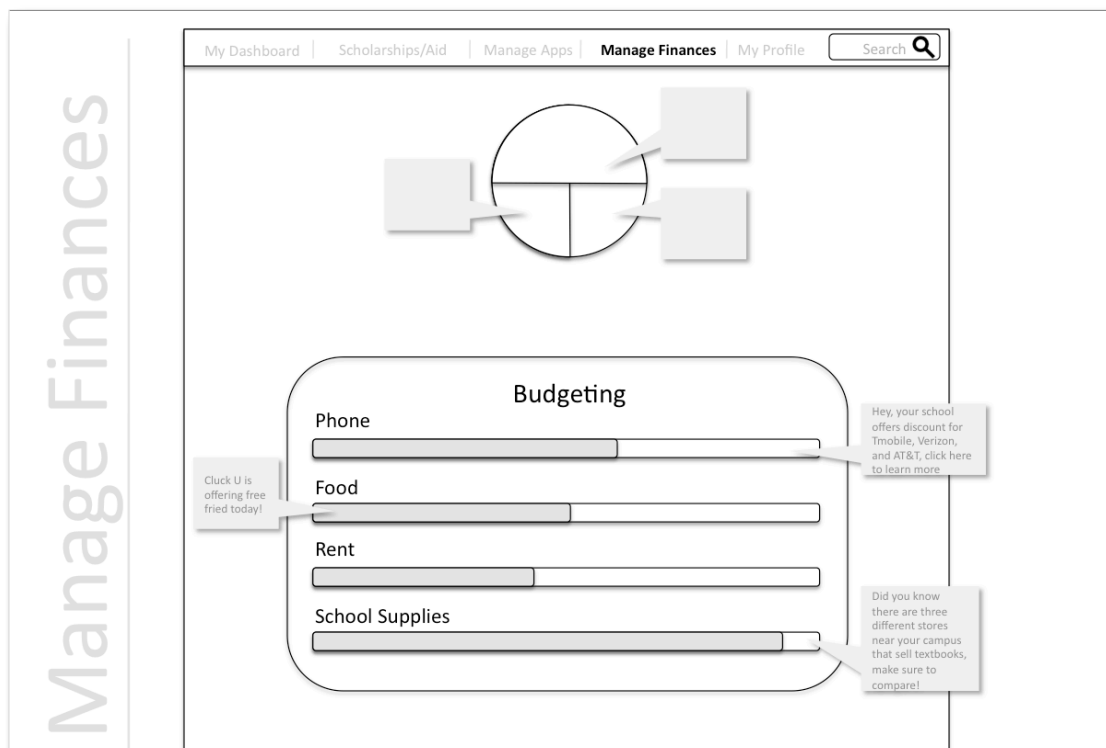 Manage Finances
My Dashboard
Scholarships/Aid
Manage Apps
Manage Finances
My Profile
Search
Budgeting
Phone
Hey, your school
offers discount for
Tmobile, Verizon,
and AT&T, click here
to learn more
Cluck U is
offering free
fried today!
Food
Rent
School Supplies
Did you know
there are three
different stores
near your campus
that sell textbooks,
make sure to
compare!